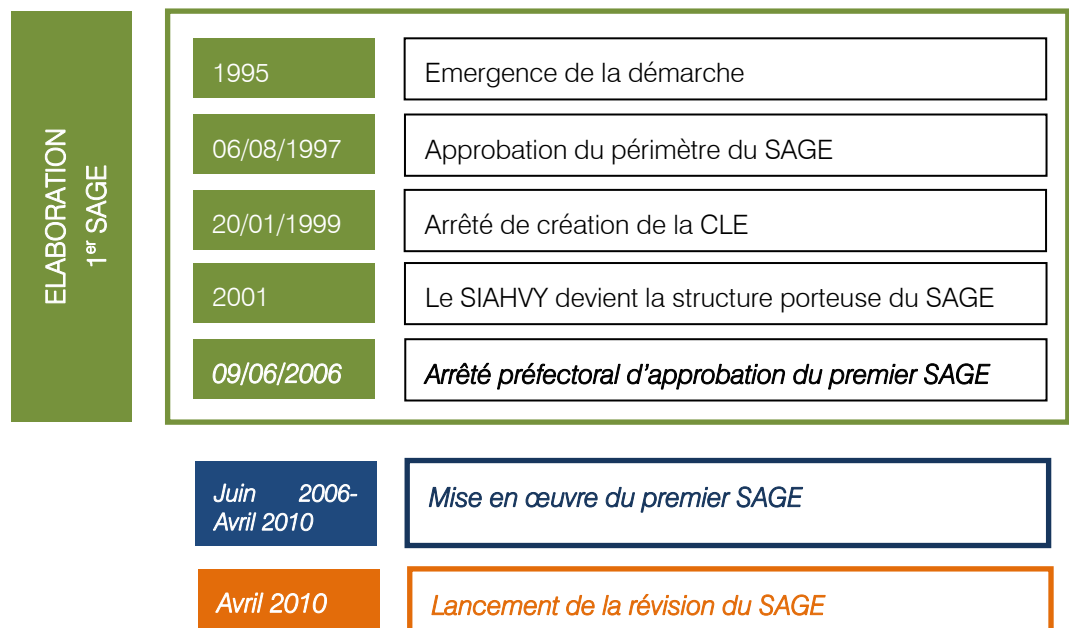 ELABORATION
1er SAGE
1995
Emergence de la démarche
06/08/1997
Approbation du périmètre du SAGE
20/01/1999
Arrêté de création de la CLE
2001
Le SIAHVY devient la structure porteuse du SAGE
09/06/2006
Arrêté préfectoral d’approbation du premier SAGE
Juin 2006-
Avril 2010
Mise en œuvre du premier SAGE
Avril 2010
Lancement de la révision du SAGE